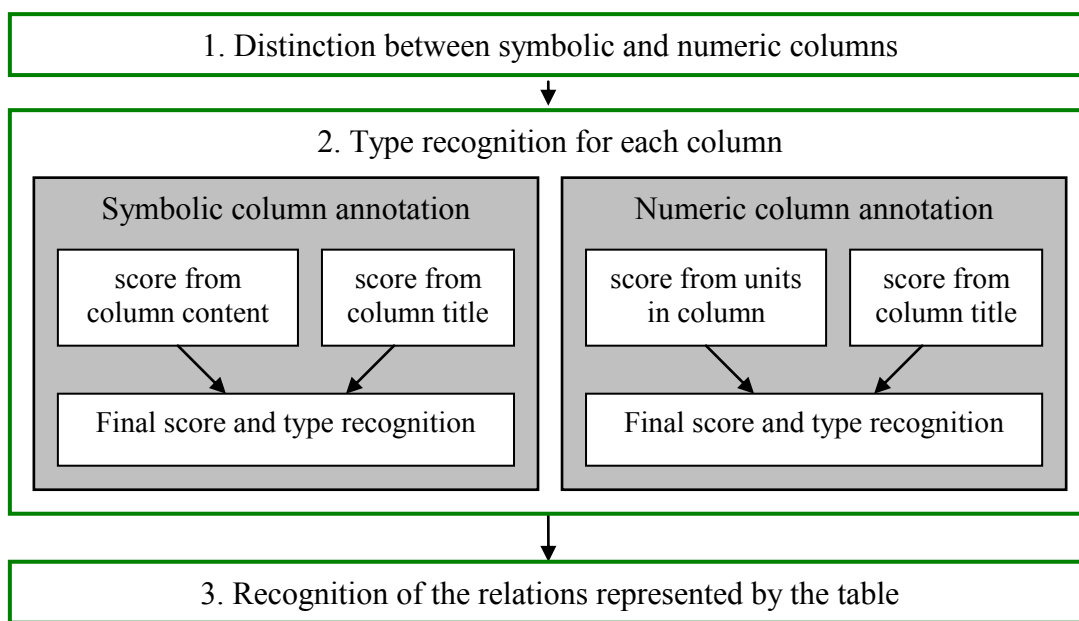 1. Distinction between symbolic and numeric columns
2. Type recognition for each column
Symbolic column annotation
score from
column content
score from
column title
Final score and type recognition
Numeric column annotation
score from units
in column
score from
column title
Final score and type recognition
3. Recognition of the relations represented by the table